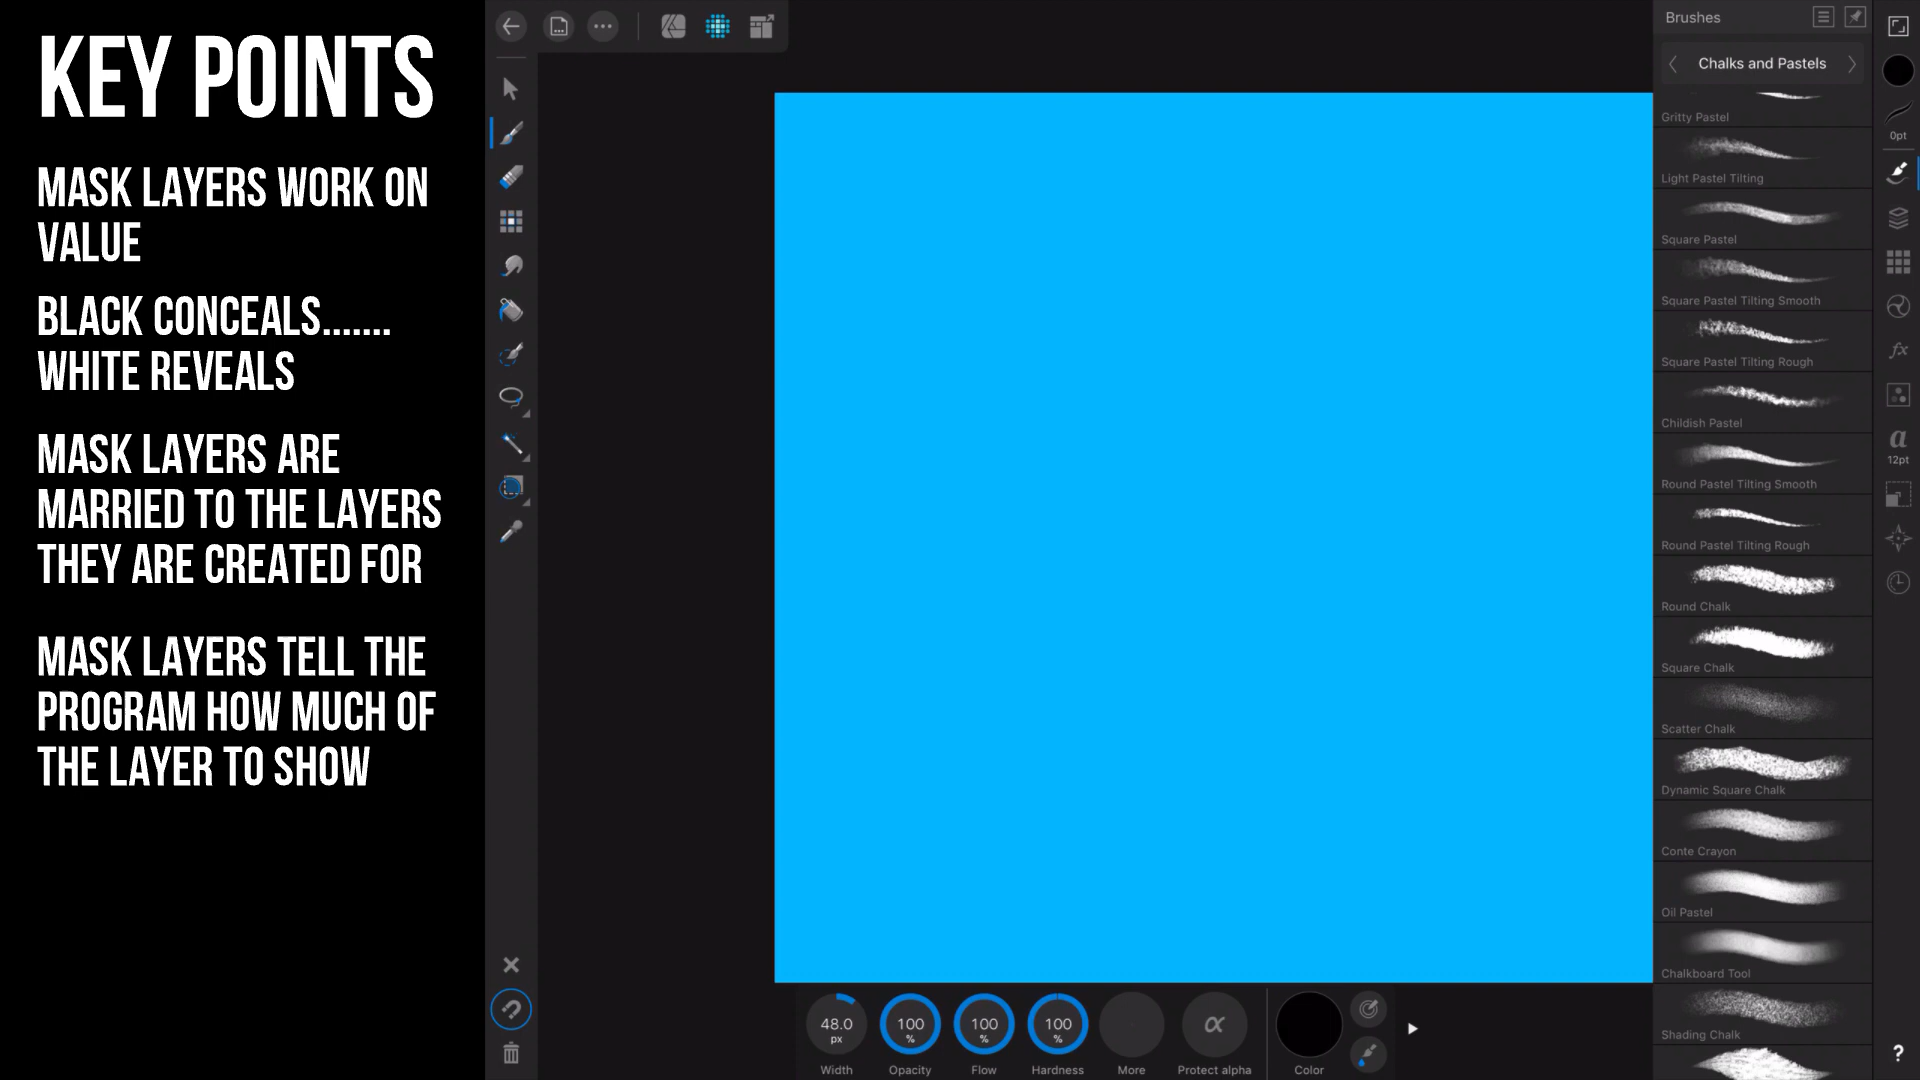 KEY POINTS
MASK LAYERS WORK ON
VALUE
BLACK CONCEALS.......
WHITE REVEALS
MASK LAYERS ARE
MARRIED TO THE LAYERS
THEY ARE CREATED FOR
MASK LAYERS TELL THE
PROGRAM HOW MUCH OF
THE LAYER TO SHOW
Brushes
Chalks and Pastels
Gritty Pastel
Light Pastel Tilting
Square Pastel
Square Pastel Tilting Smooth
Square Pastel Tilting Rough
Childish Pastel
Round Pastel Tilting Smooth
Round Pastel Tilting Rough
Round Chalk
Square Chalk
Scatter Chalk
Dynamic Square Chalk
Conte Crayon
Oil Pastel
Chalkboard Tool
Shading Chalk
0pt
fx
a
12pt
?
48.0
px
Width
100
%
Opacity
100
%
Flow
100
%
Hardness
More
α
Protect alpha
Color